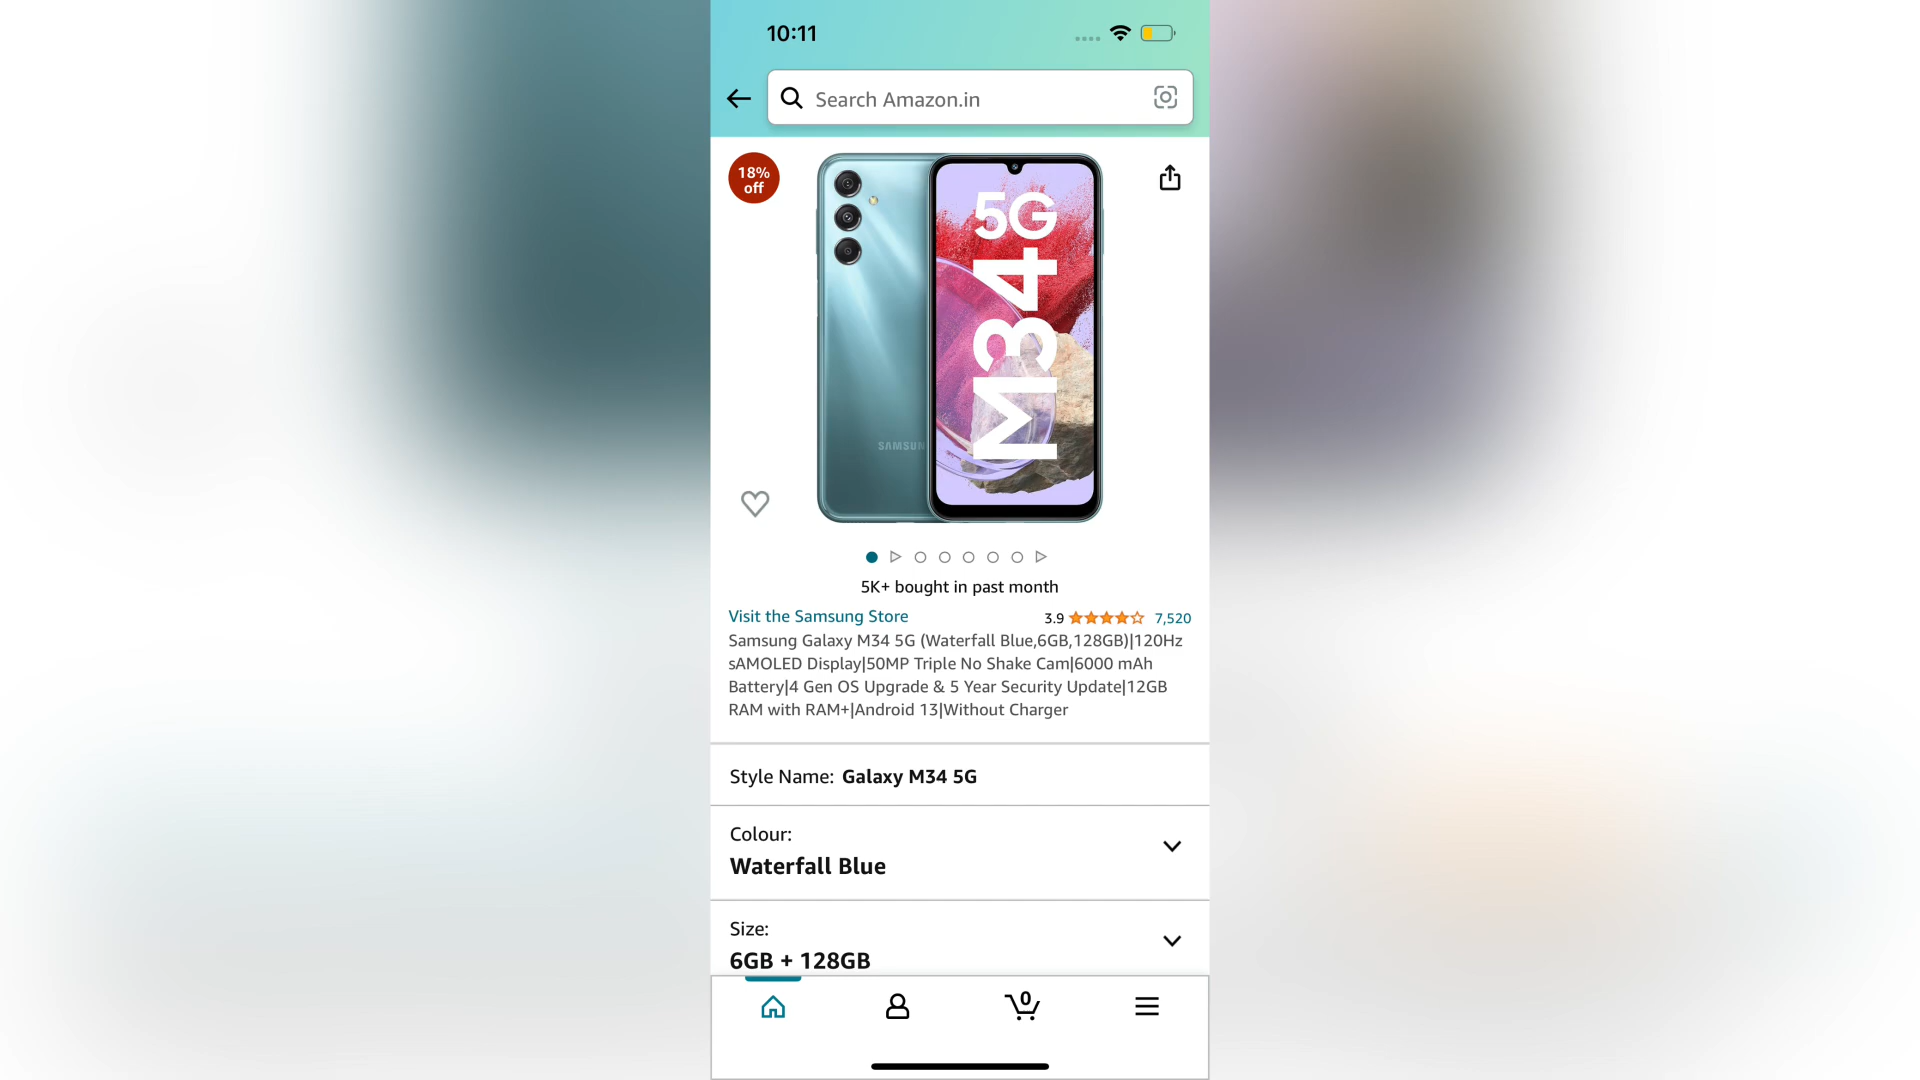 10:11
Search Amazon.in
18%
off
5G
M34
SAMSUN
5K+ bought in past month
Visit the Samsung Store 3.9 7,520
Samsung Galaxy M34 5G (Waterfall Blue,6GB,128GB)|120Hz
sAMOLED Display|50MP Triple No Shake Cam|6000 mAh
Battery|4 Gen OS Upgrade & 5 Year Security Update|12GB
RAM with RAM+|Android 13|Without Charger
Style Name: Galaxy M34 5G
Colour:
Waterfall Blue
Size:
6GB + 128GB
0